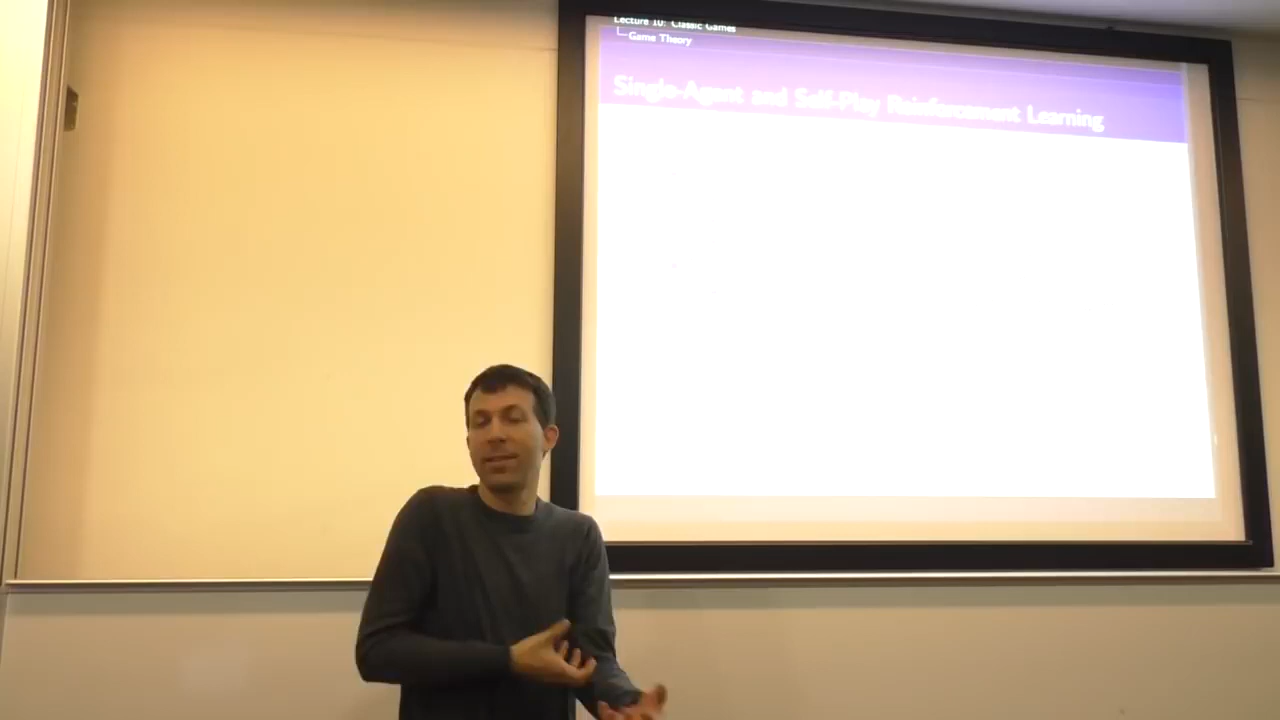 Lecture 10: Classic Games
Game Theory
Single-Agent and Self-Play Reinforcement Learning